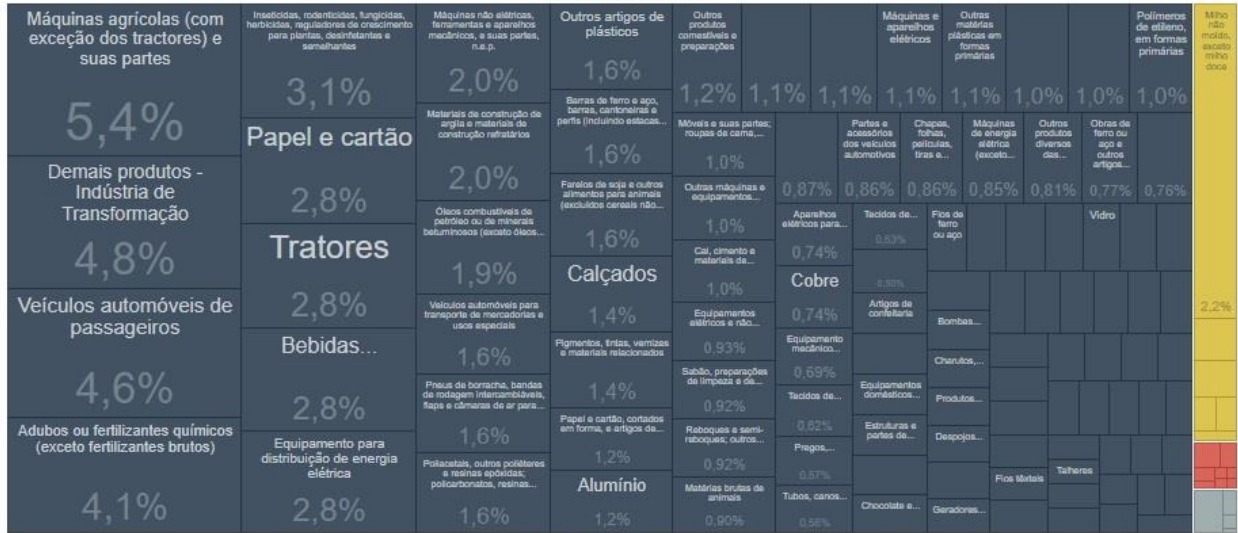 Máquinas agrícolas (com
exceção dos tractores) e
suas partes
5,4%
Demais produtos -
Indústria de
Transformação
4,8%
Veículos automóveis de
passageiros
4,6%
Adubos ou fertilizantes químicos
(exceto fertilizantes brutos)
4,1%
Inseticidas, rodenticidas, fungicidas,
herbicidas, reguladores de crescimento
para plantas, desinfetantes e
semelhantes
3,1%
Papel e cartão
2,8%
Tratores
2,8%
Bebidas...
2,8%
Equipamento para
distribuição de energia
elétrica
2,8%
Máquinas não elétricas,
ferramentas e aparelhos
mecânicos, e suas partes,
n.e.p.
2,0%
Materiais de construção de
argila e materiais de
construção refratários
2,0%
Óleos combustíveis de
petróleo ou de minerais
betuminosos (exceto óleos...
1,9%
Veículos automóveis para
transporte de mercadorias e
usos especiais
1,6%
Pneus de borracha, bandas
de rodagem intercambiáveis,
flaps e câmaras de ar para...
1,6%
Poliacetais, outros poliéteres
e resinas epóxidas;
policarbonatos, resinas...
1,6%
Outros artigos de
plásticos
1,6%
Barras de ferro e aço,
barras, cantoneiras e
perfis (incluindo estacas...
1,6%
Farelos de soja e outros
alimentos para animais
(excluídos cereais não...
1,6%
Calçados
1,4%
Pigmentos, tintas, vernizes
e materiais relacionados
1,4%
Papel e cartão, cortados
em forma, e artigos de...
1,2%
Alumínio
1,2%
Outros
produtos
comestíveis e
preparações
1,2%
1,1%
1,1%
Máquinas e
aparelhos
elétricos
1,1%
Outras
matérias
plásticas em
formas
primárias
1,1%
1,0%
1,0%
Polímeros
de etileno,
em formas
primárias
1,0%
Móveis e suas partes;
roupas de cama,...
1,0%
Outras máquinas e
equipamentos...
1,0%
Cal, cimento e
materiais de...
1,0%
Equipamentos
elétricos e não...
0,93%
Sabão, preparações
de limpeza e de...
0,92%
Reboques e semi-
reboques; outros...
0,92%
Matérias brutas de
animais
0,90%
0,87%
Partes e
acessórios
dos veículos
automotivos
0,86%
Chapas,
folhas,
películas,
tiras e...
0,86%
Máquinas
de energia
elétrica
(exceto...
0,85%
Outros
produtos
diversos
das...
0,81%
Obras de
ferro ou
aço e
outros
artigos...
0,77%
0,76%
Aparelhos
elétricos para...
0,74%
Cobre
0,74%
Equipamento
mecânico...
0,69%
Tecidos de...
0,62%
Pregos,...
0,57%
Tubos, canos...
0,56%
Tecidos de...
0,53%
0,50%
Artigos de
confeitaria
Equipamentos
domésticos...
Estruturas e
partes de...
Chocolate e...
Fios de
ferro
ou aço
Bombas...
Charutos,...
Produtos...
Despojos...
Geradores...
Fios têxteis
Talheres
Vidro
Milho
não
moído,
exceto
milho
doce
2,2%